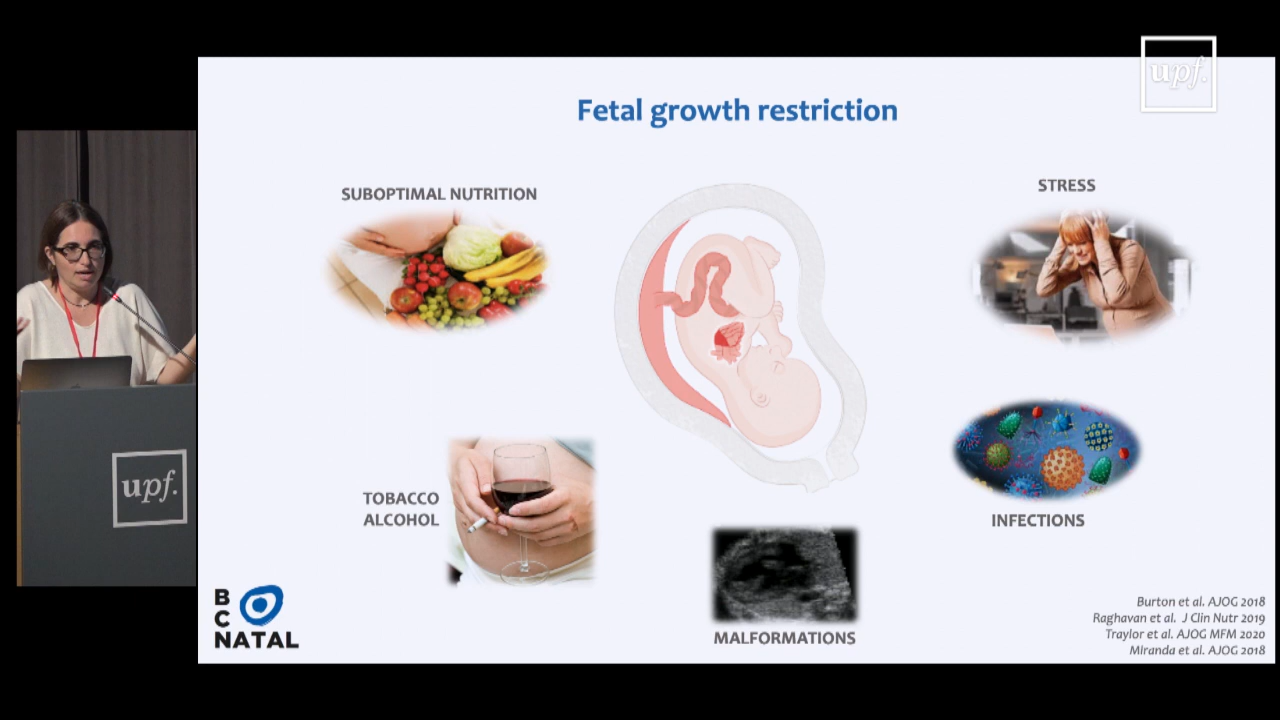 upf.
Fetal growth restriction
SUBOPTIMAL NUTRITION
STRESS
TOBACCO
ALCOHOL
INFECTIONS
MALFORMATIONS
upf.
B
C
NATAL
Burton et al. AJOG 2018
Raghavan et al. J Clin Nutr 2019
Traylor et al. AJOG MFM 2020
Miranda et al. AJOG 2018